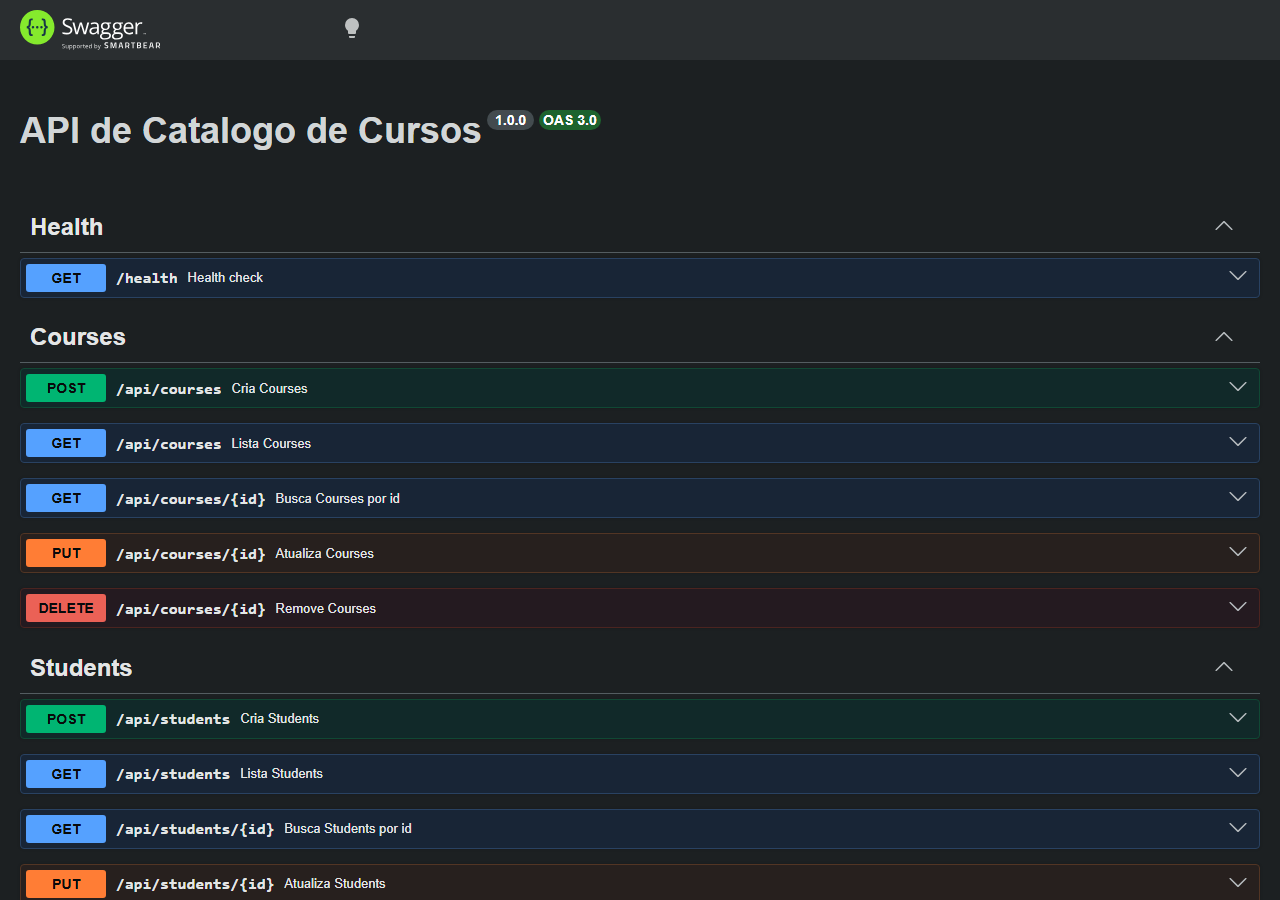 {···} Swagger
Supported by SMARTBEAR
API de Catalogo de Cursos 1.0.0 OAS 3.0
Health
GET /health Health check
Courses
POST /api/courses Cria Courses
GET /api/courses Lista Courses
GET /api/courses/{id} Busca Courses por id
PUT /api/courses/{id} Atualiza Courses
DELETE /api/courses/{id} Remove Courses
Students
POST /api/students Cria Students
GET /api/students Lista Students
GET /api/students/{id} Busca Students por id
PUT /api/students/{id} Atualiza Students